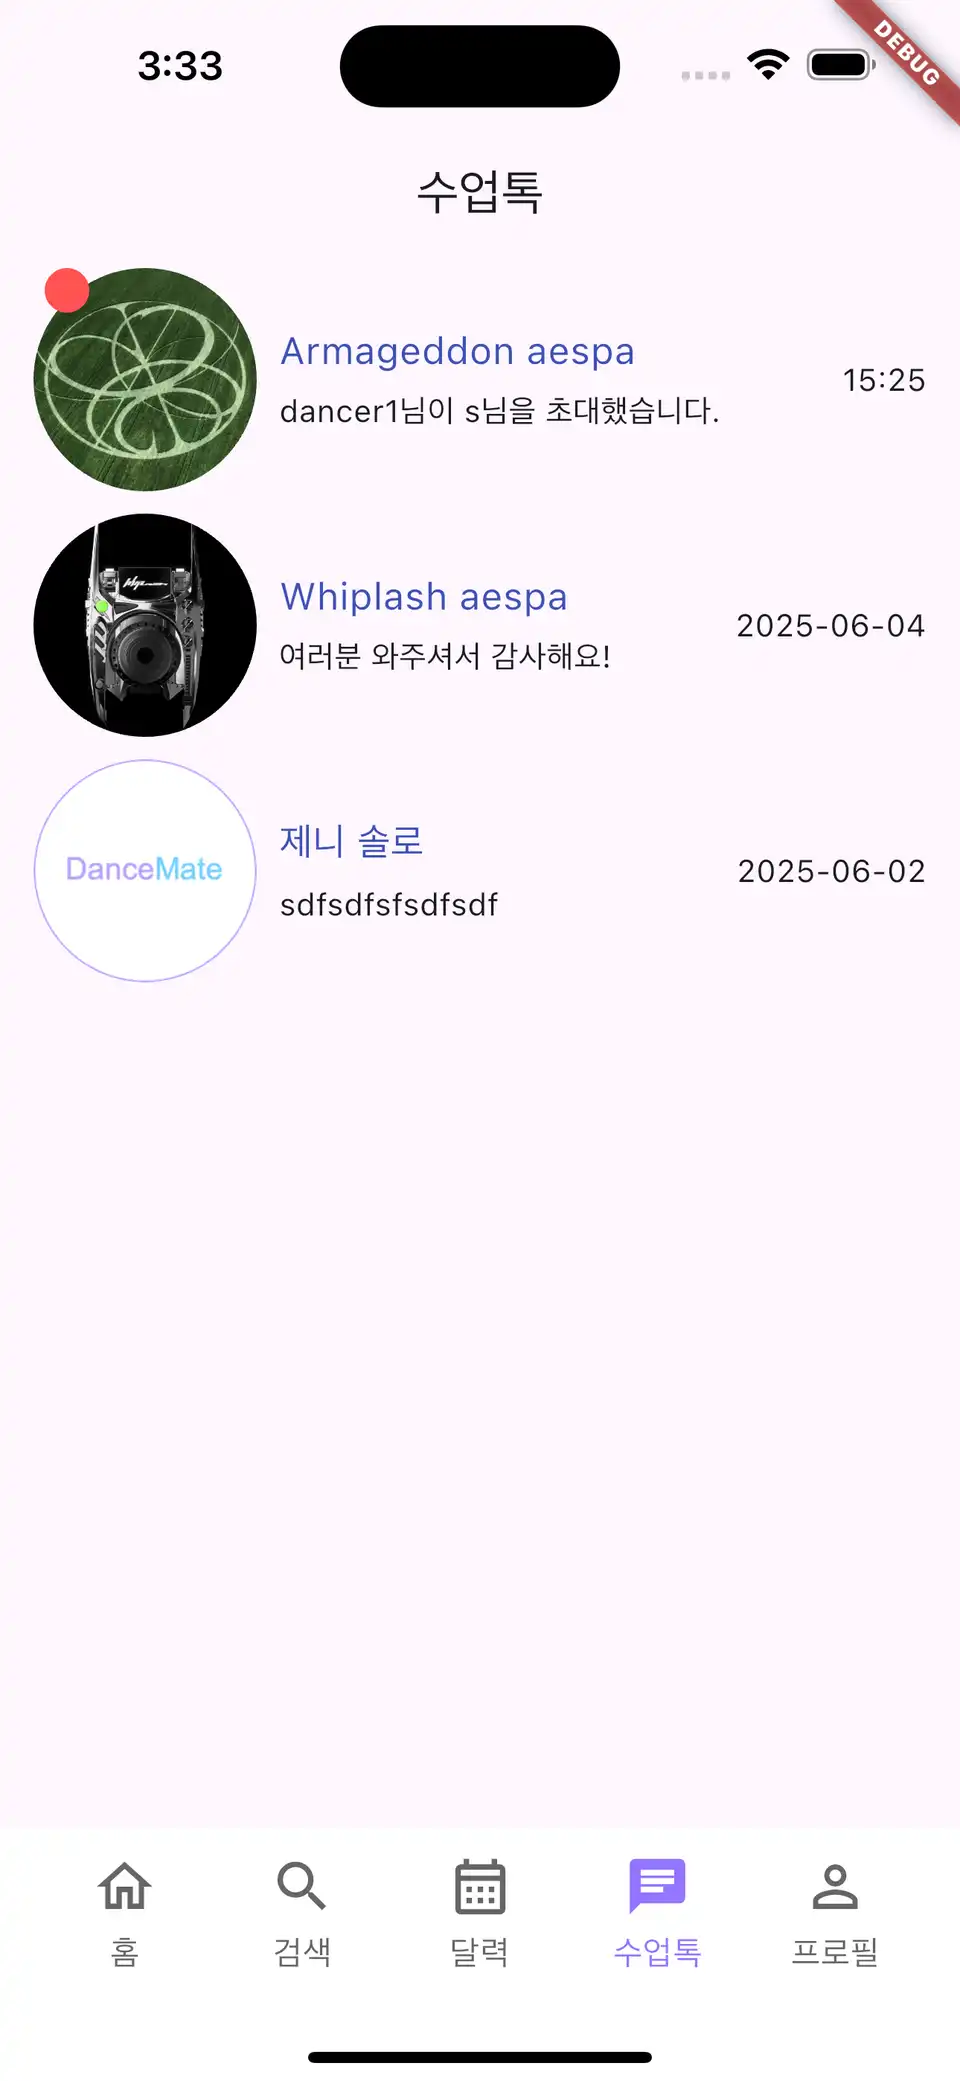 3:33
DEBUG
수업톡
Armageddon aespa
dancer1님이 s님을 초대했습니다.
15:25
Whiplash aespa
여러분 와주셔서 감사해요!
2025-06-04
DanceMate
제니 솔로
sdfsdfsfsdfsdf
2025-06-02
홈
검색
달력
수업톡
프로필